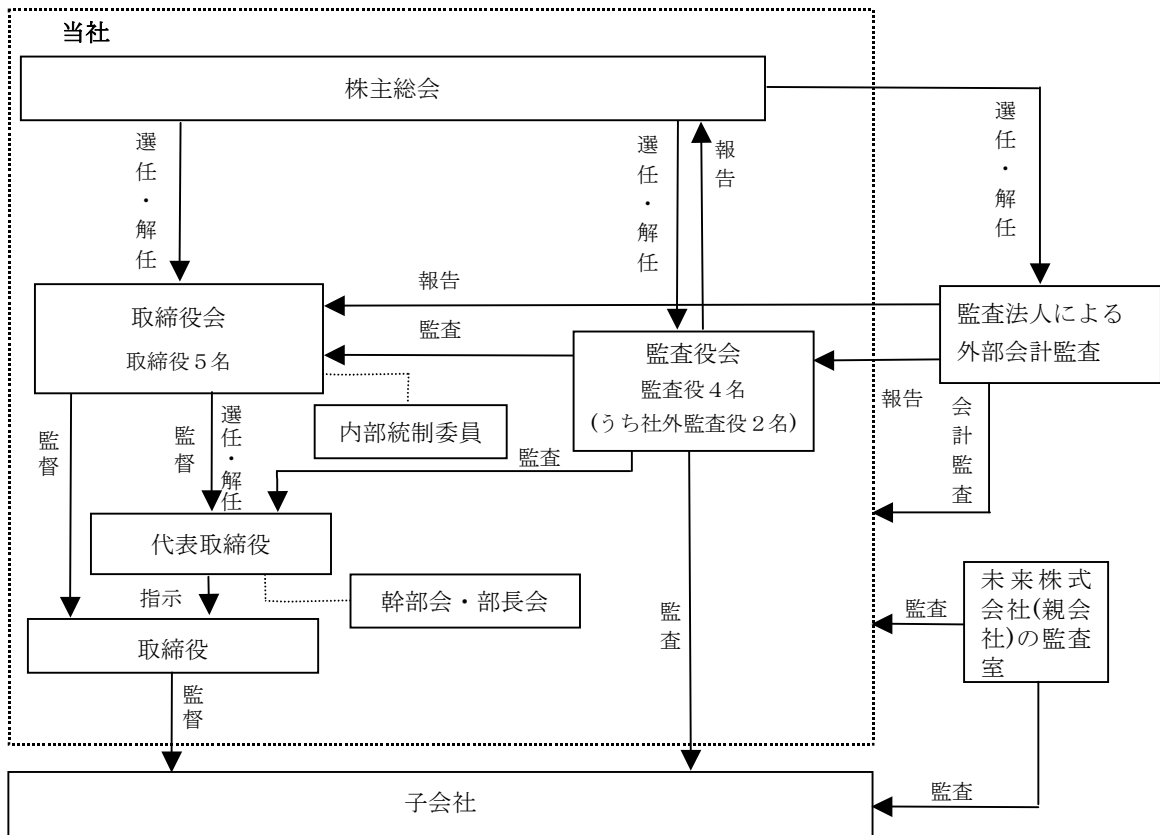 当社
株主総会
選任・解任
選任・解任
報告
選任・解任
報告
取締役会
取締役５名
監査
監査役会
監査役４名
(うち社外監査役２名)
監査法人による
外部会計監査
報告
会計監査
内部統制委員
監督
監督
選任・解任
監査
代表取締役
指示
幹部会・部長会
取締役
監査
監査
未来株式
会社(親会
社)の監査
室
監督
子会社
監査